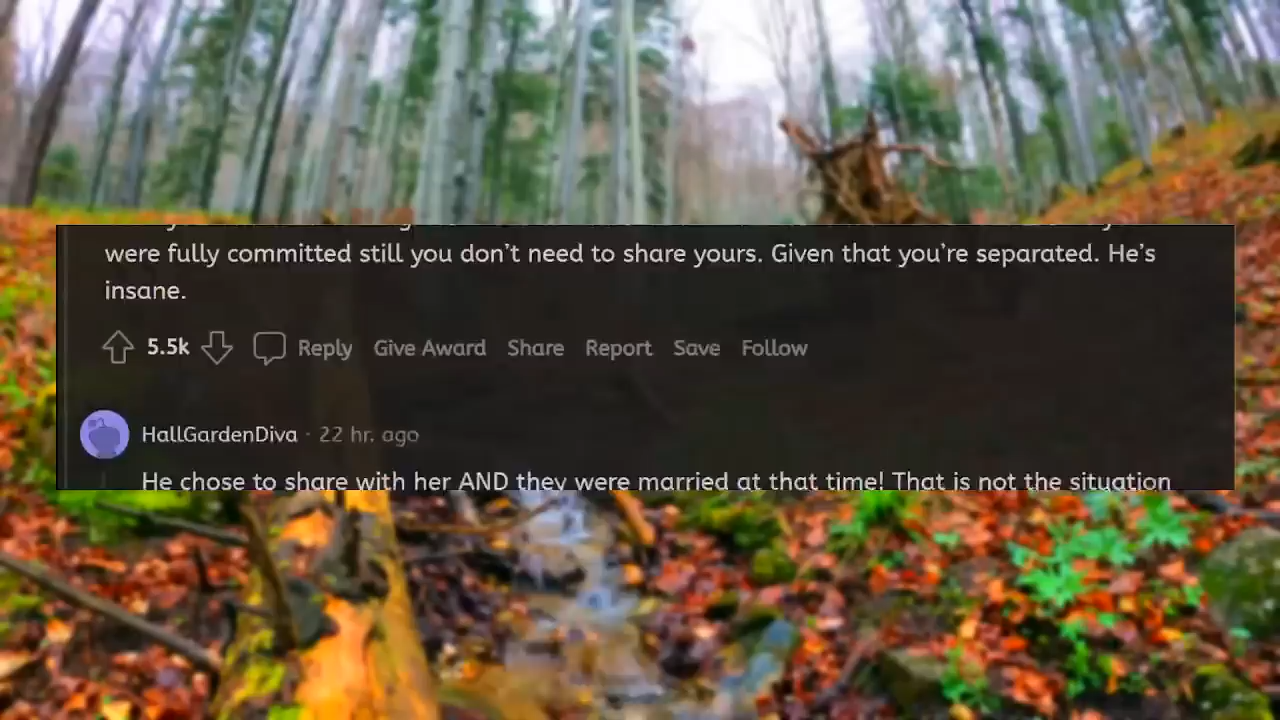 were fully committed still you don't need to share yours. Given that you're separated. He's
insane.
5.5k Reply Give Award Share Report Save Follow
HallGardenDiva · 22 hr. ago
He chose to share with her AND they were married at that time! That is not the situation